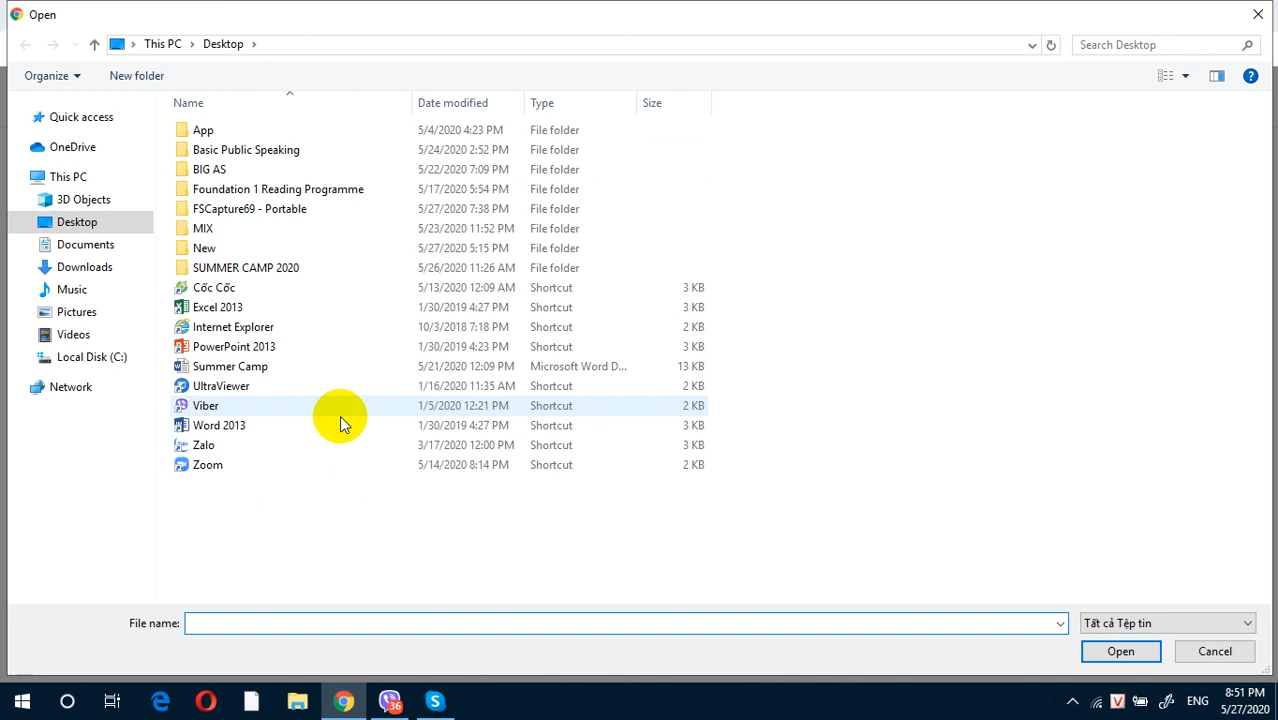 Open
This PC > Desktop >
Search Desktop
Organize
New folder
Name
Date modified
Type
Size
Quick access
OneDrive
This PC
3D Objects
Desktop
Documents
Downloads
Music
Pictures
Videos
Local Disk (C:)
Network
App 5/4/2020 4:23 PM File folder
Basic Public Speaking 5/24/2020 2:52 PM File folder
BIG AS 5/22/2020 7:09 PM File folder
Foundation 1 Reading Programme 5/17/2020 5:54 PM File folder
FSCapture69 - Portable 5/27/2020 7:38 PM File folder
MIX 5/23/2020 11:52 PM File folder
New 5/27/2020 5:15 PM File folder
SUMMER CAMP 2020 5/26/2020 11:26 AM File folder
Cốc Cốc 5/13/2020 12:09 AM Shortcut 3 KB
Excel 2013 1/30/2019 4:27 PM Shortcut 3 KB
Internet Explorer 10/3/2018 7:18 PM Shortcut 2 KB
PowerPoint 2013 1/30/2019 4:23 PM Shortcut 3 KB
Summer Camp 5/21/2020 12:09 PM Microsoft Word D... 13 KB
UltraViewer 1/16/2020 11:35 AM Shortcut 2 KB
Viber 1/5/2020 12:21 PM Shortcut 2 KB
Word 2013 1/30/2019 4:27 PM Shortcut 3 KB
Zalo 3/17/2020 12:00 PM Shortcut 3 KB
Zoom 5/14/2020 8:14 PM Shortcut 2 KB
File name:
Tất cả Tệp tin
Open
Cancel
36
ENG
8:51 PM
5/27/2020